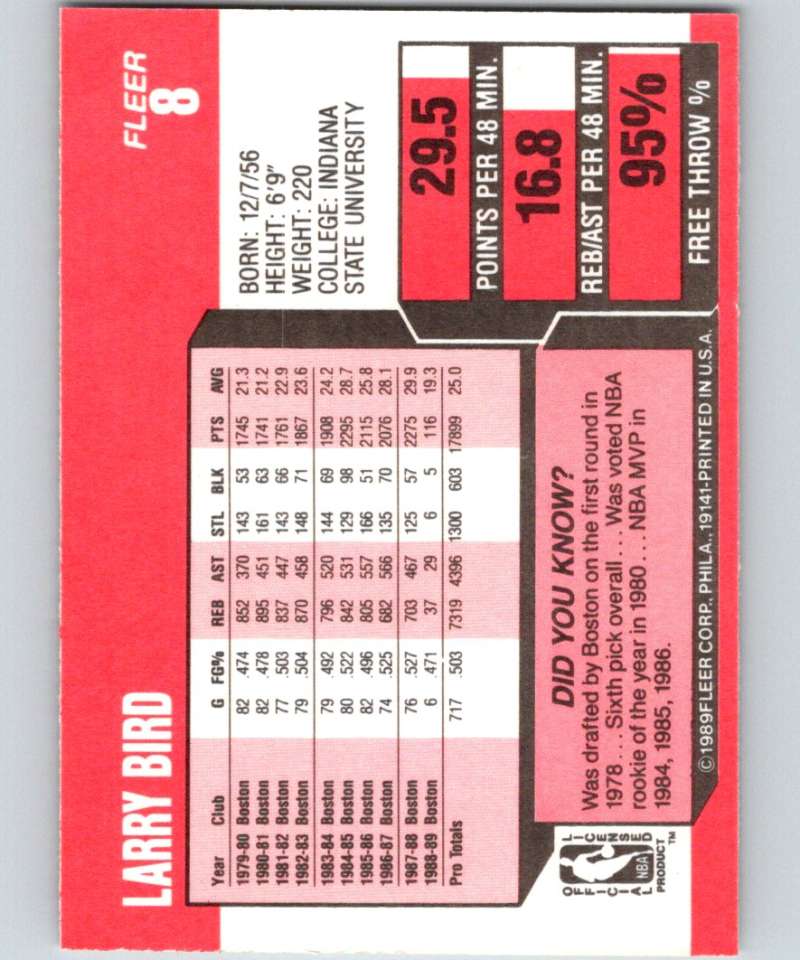 LARRY BIRD
FLEER
8
Year Club G FG% REB AST STL BLK PTS AVG
1979-80 Boston 82 .474 852 370 143 53 1745 21.3
1980-81 Boston 82 .478 895 451 161 63 1741 21.2
1981-82 Boston 77 .503 837 447 143 66 1761 22.9
1982-83 Boston 79 .504 870 458 148 71 1867 23.6
1983-84 Boston 79 .492 796 520 144 69 1908 24.2
1984-85 Boston 80 .522 842 531 129 98 2295 28.7
1985-86 Boston 82 .496 805 557 166 51 2115 25.8
1986-87 Boston 74 .525 682 566 135 70 2076 28.1
1987-88 Boston 76 .527 703 467 125 57 2275 29.9
1988-89 Boston 6 .471 37 29 6 5 116 19.3
Pro Totals 717 .503 7319 4396 1300 603 17899 25.0
BORN: 12/7/56
HEIGHT: 6'9"
WEIGHT: 220
COLLEGE: INDIANA
STATE UNIVERSITY
29.5
POINTS PER 48 MIN.
16.8
REB/AST PER 48 MIN.
95%
FREE THROW %
DID YOU KNOW?
Was drafted by Boston on the first round in
1978 . . . Sixth pick overall . . . Was voted NBA
rookie of the year in 1980 . . . NBA MVP in
1984, 1985, 1986.
OFFICIAL
NBA
LICENSED
PRODUCT™
©1989 FLEER CORP., PHILA., 19141-PRINTED IN U.S.A.